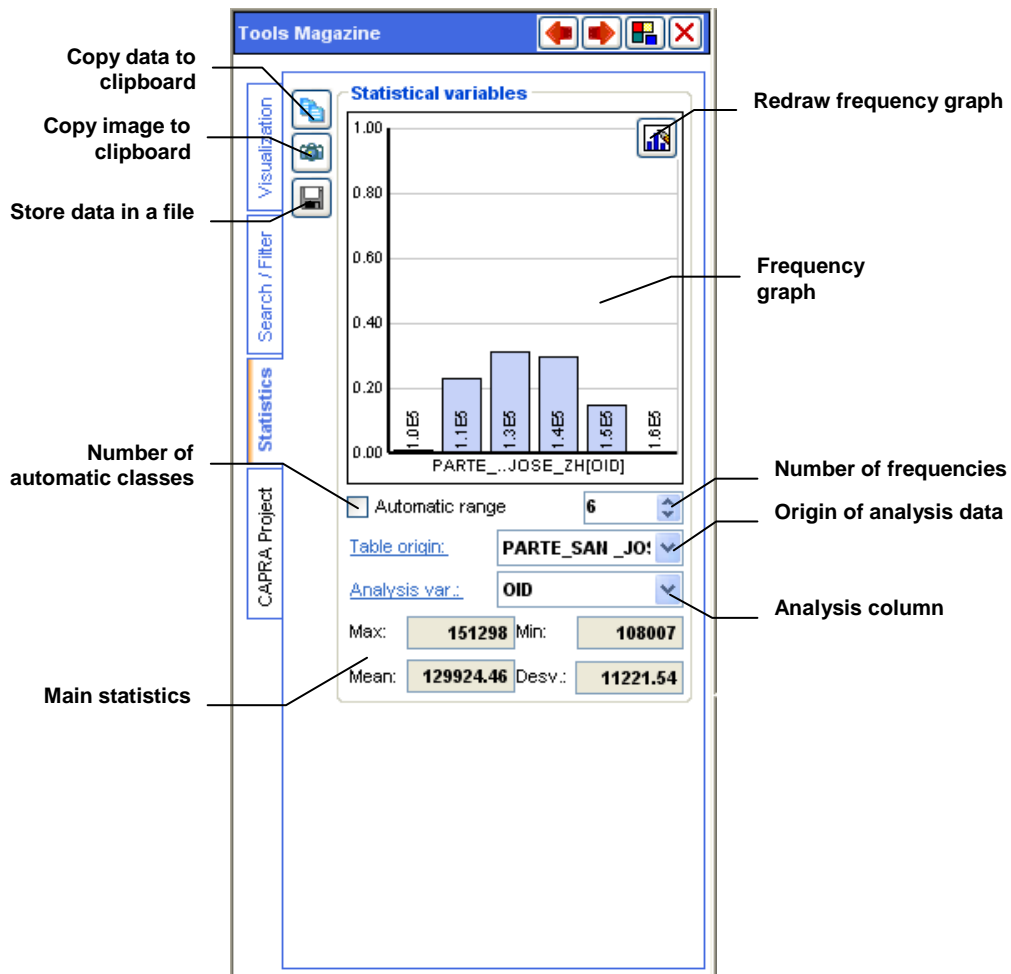 Tools Magazine
Copy data to
clipboard
Copy image to
clipboard
Store data in a file
Number of
automatic classes
Main statistics
Visualization
Search / Filter
Statistics
CAPRA Project
Statistical variables
1.00
0.80
0.60
0.40
0.20
0.00
1.0E5
1.1E5
1.3E5
1.4E5
1.5E5
1.6E5
PARTE_..JOSE_ZH[OID]
Automatic range
6
Table origin:
PARTE_SAN _JOS
Analysis var.:
OID
Max:
151298
Min:
108007
Mean:
129924.46
Desv.:
11221.54
Redraw frequency graph
Frequency
graph
Number of frequencies
Origin of analysis data
Analysis column